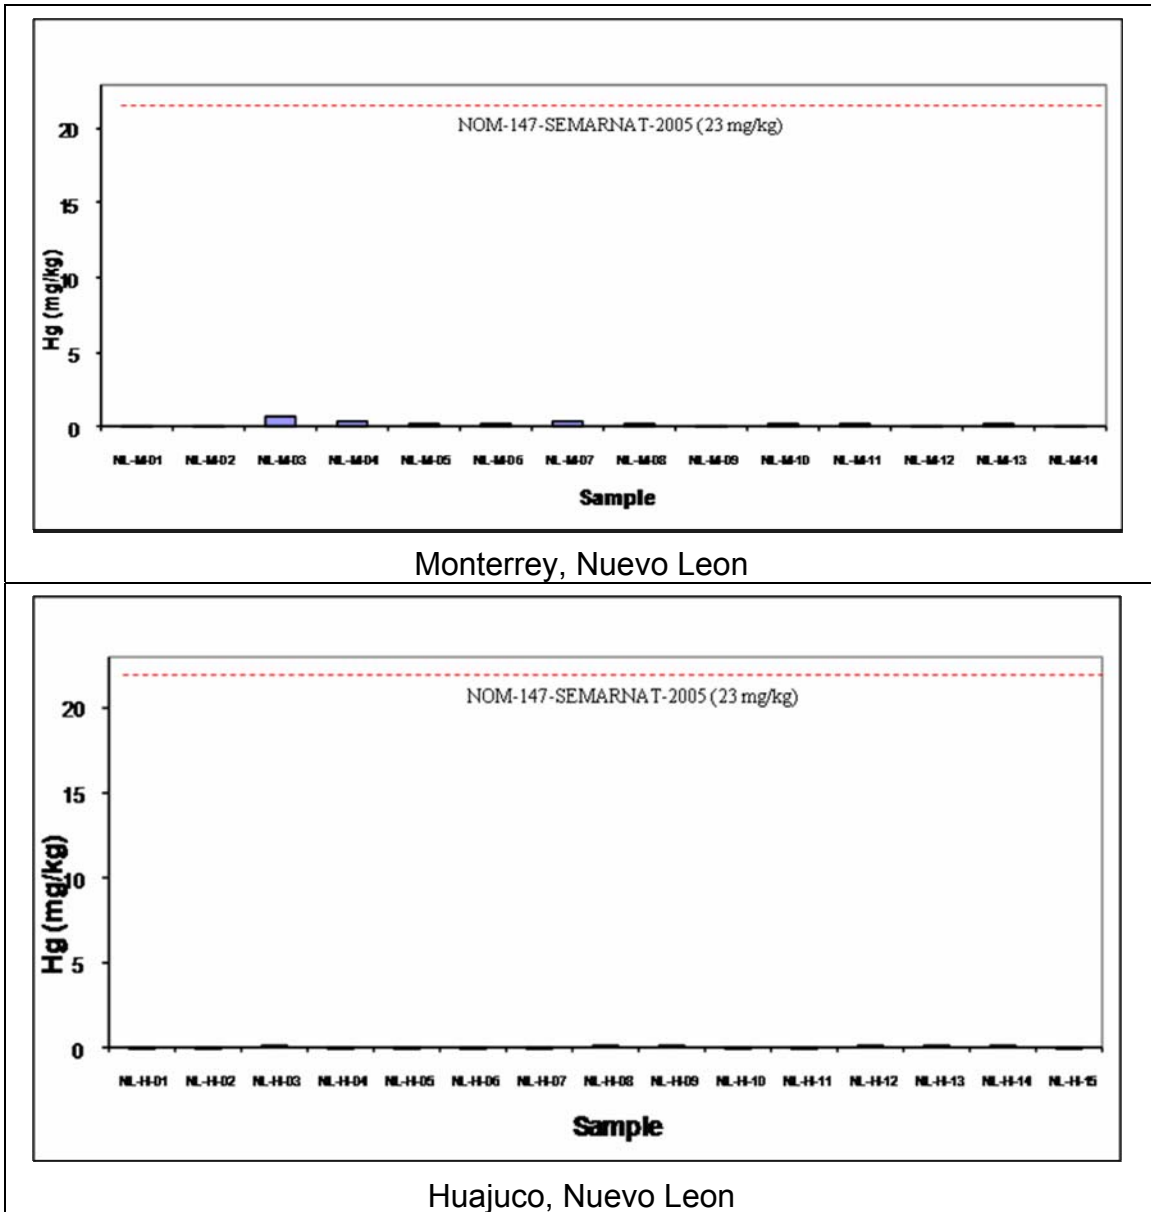 NOM-147-SEMARNAT-2005 (23 mg/kg)
20
15
10
5
0
Hg (mg/kg)
NL-M-01 NL-M-02 NL-M-03 NL-M-04 NL-M-05 NL-M-06 NL-M-07 NL-M-08 NL-M-09 NL-M-10 NL-M-11 NL-M-12 NL-M-13 NL-M-14
Sample
Monterrey, Nuevo Leon
NOM-147-SEMARNAT-2005 (23 mg/kg)
20
15
10
5
0
Hg (mg/kg)
NL-H-01 NL-H-02 NL-H-03 NL-H-04 NL-H-05 NL-H-06 NL-H-07 NL-H-08 NL-H-09 NL-H-10 NL-H-11 NL-H-12 NL-H-13 NL-H-14 NL-H-15
Sample
Huajuco, Nuevo Leon